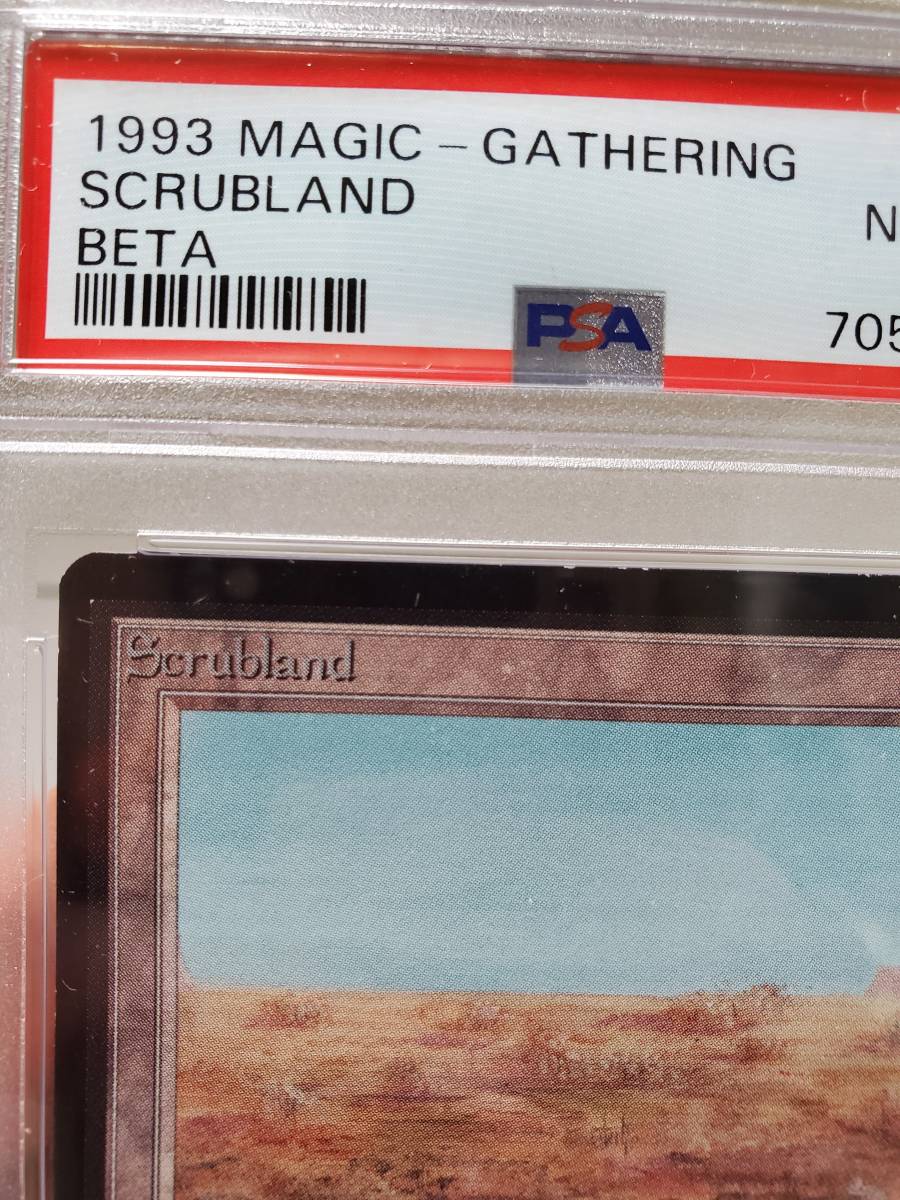 1993 MAGIC - GATHERING
SCRUBLAND
BETA
N
705
PSA
Scrubland